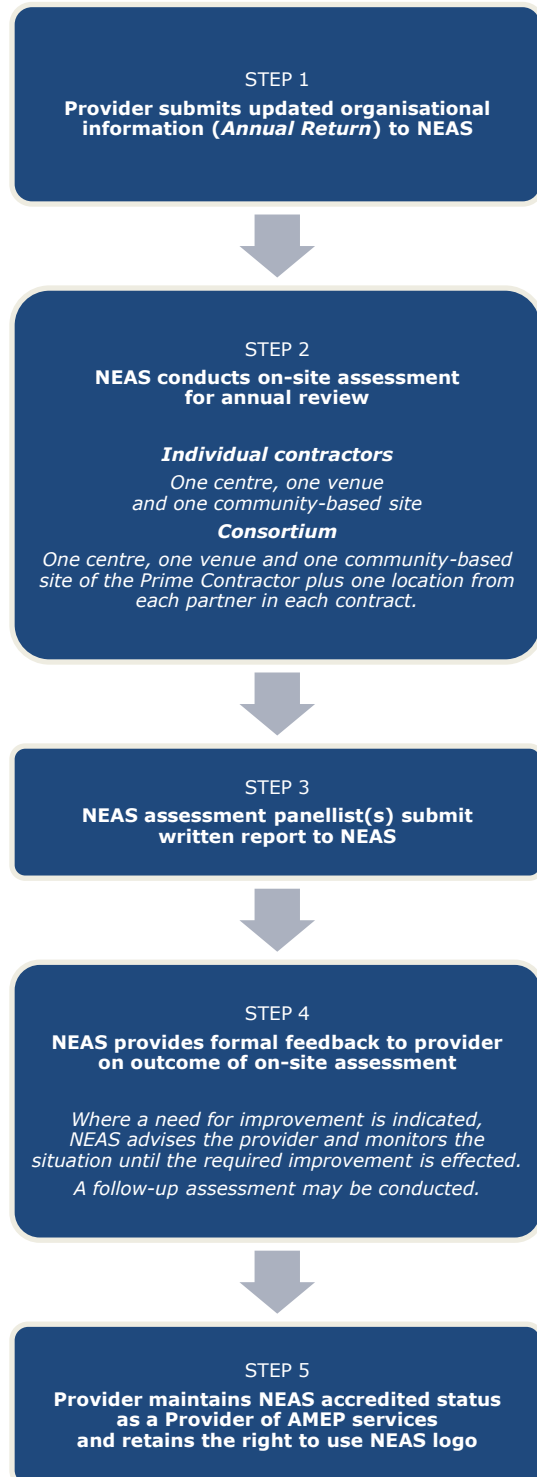 STEP 1
Provider submits updated organisational
information (Annual Return) to NEAS
STEP 2
NEAS conducts on-site assessment
for annual review
Individual contractors
One centre, one venue
and one community-based site
Consortium
One centre, one venue and one community-based
site of the Prime Contractor plus one location from
each partner in each contract.
STEP 3
NEAS assessment panellist(s) submit
written report to NEAS
STEP 4
NEAS provides formal feedback to provider
on outcome of on-site assessment
Where a need for improvement is indicated,
NEAS advises the provider and monitors the
situation until the required improvement is effected.
A follow-up assessment may be conducted.
STEP 5
Provider maintains NEAS accredited status
as a Provider of AMEP services
and retains the right to use NEAS logo